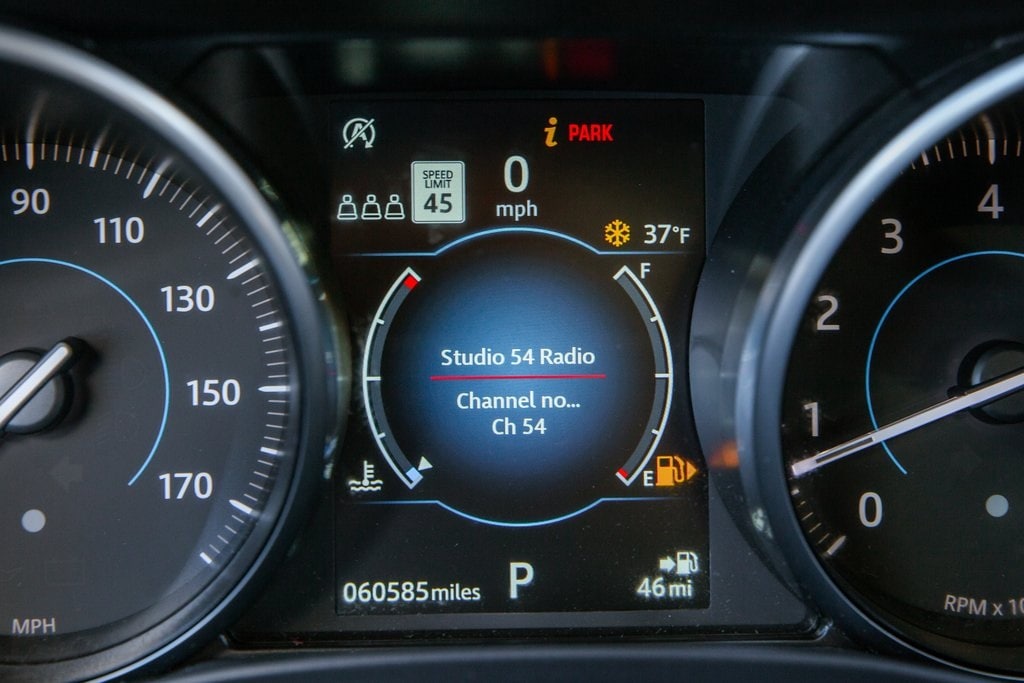 PARK
SPEED
LIMIT
45
0
mph
37°F
90
110
130
150
170
MPH
F
E
Studio 54 Radio
Channel no...
Ch 54
060585miles
P
46 mi
4
3
2
1
0
RPM x 10